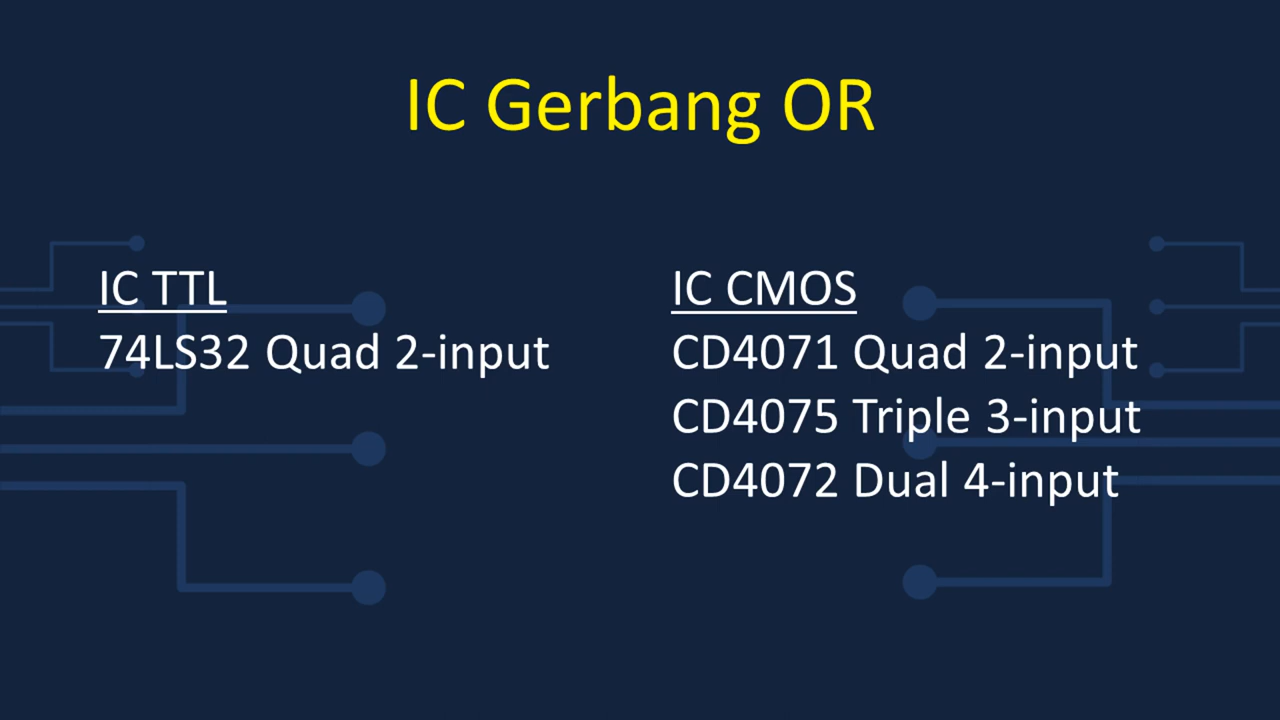 IC Gerbang OR
IC TTL
74LS32 Quad 2-input
IC CMOS
CD4071 Quad 2-input
CD4075 Triple 3-input
CD4072 Dual 4-input